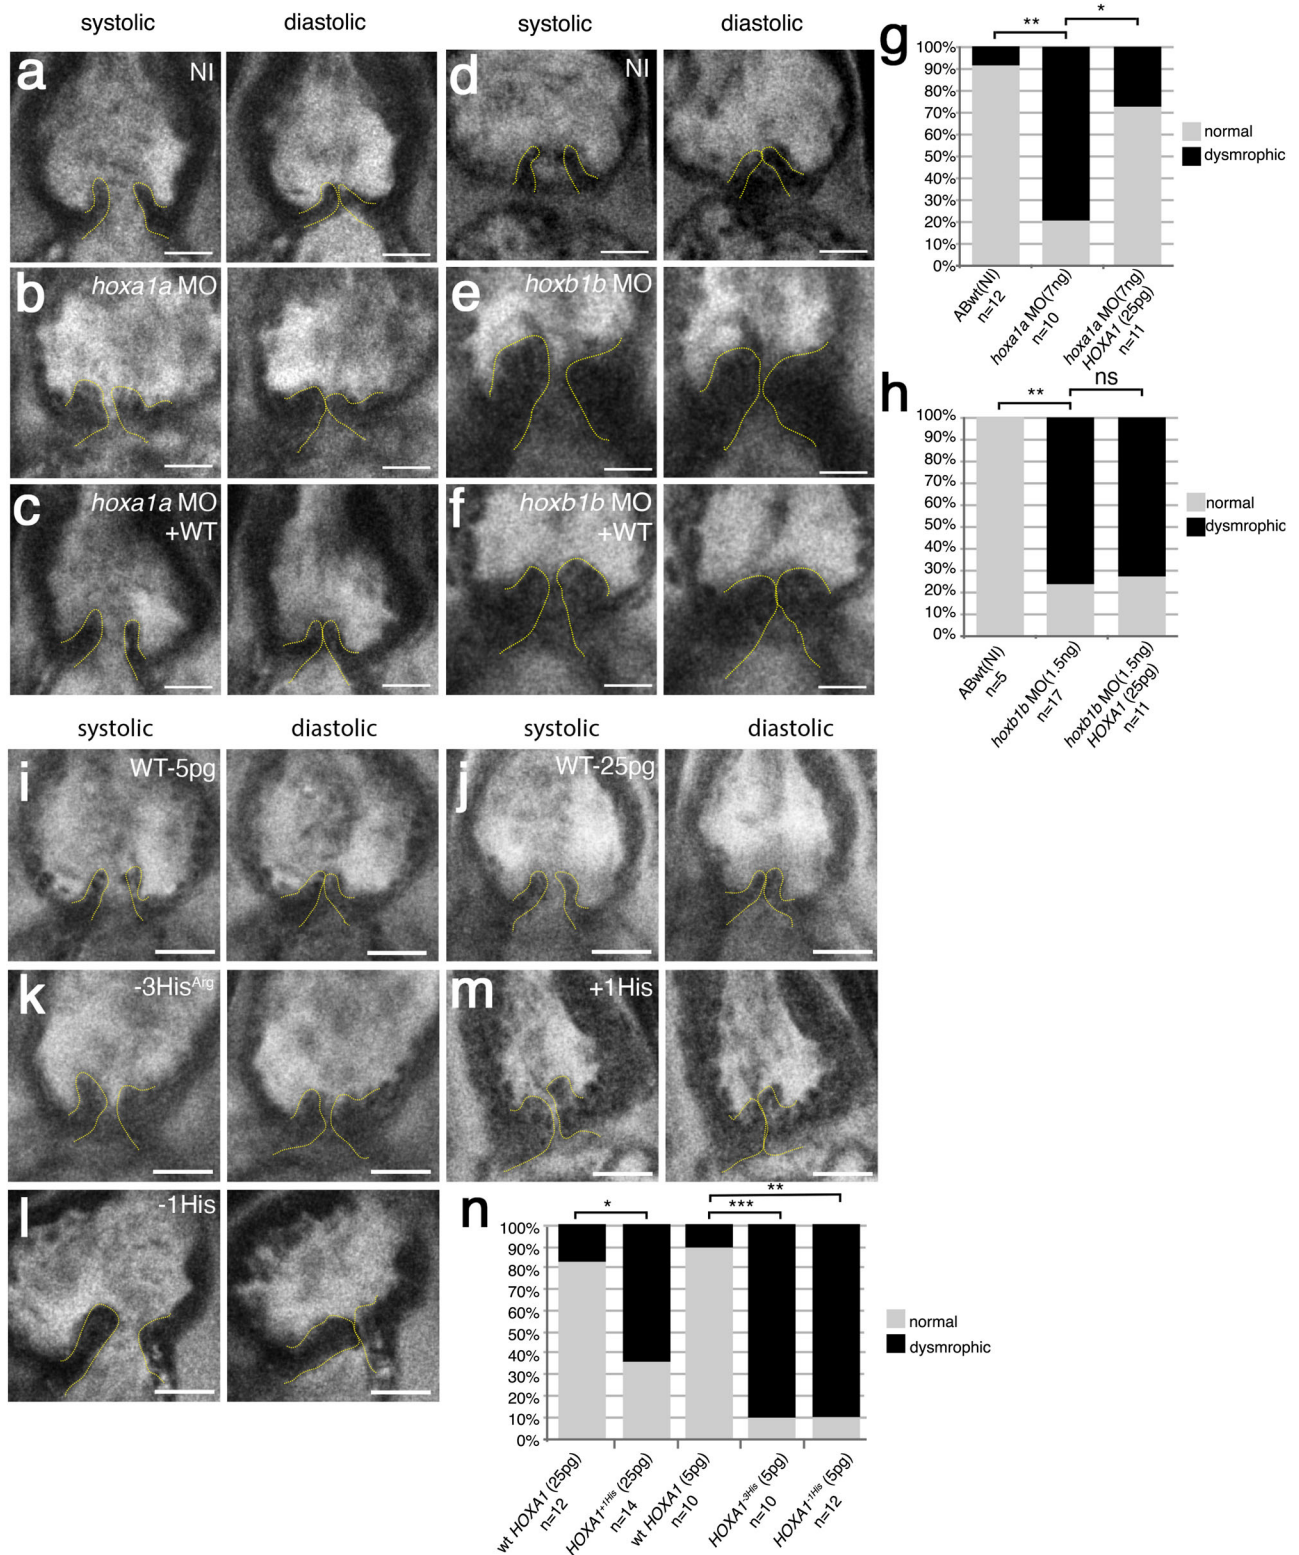 systolic diastolic systolic diastolic
a NI
d NI
b hoxa1a MO
e hoxb1b MO
c hoxa1a MO
+WT
f hoxb1b MO
+WT
g
** *
100%
90%
80%
70%
60%
50%
40%
30%
20%
10%
0%
normal
dysmrophic
ABwt(NI)
n=12
hoxa1a MO(7ng)
n=10
hoxa1a MO(7ng)
HOXA1 (25pg)
n=11
h
** ns
100%
90%
80%
70%
60%
50%
40%
30%
20%
10%
0%
normal
dysmrophic
ABwt(NI)
n=5
hoxb1b MO(1.5ng)
n=17
hoxb1b MO(1.5ng)
HOXA1 (25pg)
n=11
systolic diastolic systolic diastolic
i WT-5pg
j WT-25pg
k -3HisArg
m +1His
l -1His
n
* *** **
100%
90%
80%
70%
60%
50%
40%
30%
20%
10%
0%
normal
dysmrophic
wt HOXA1 (25pg)
n=12
HOXA1+1His (25pg)
n=14
wt HOXA1 (5pg)
n=10
HOXA1-3His (5pg)
n=10
HOXA1-1His (5pg)
n=12